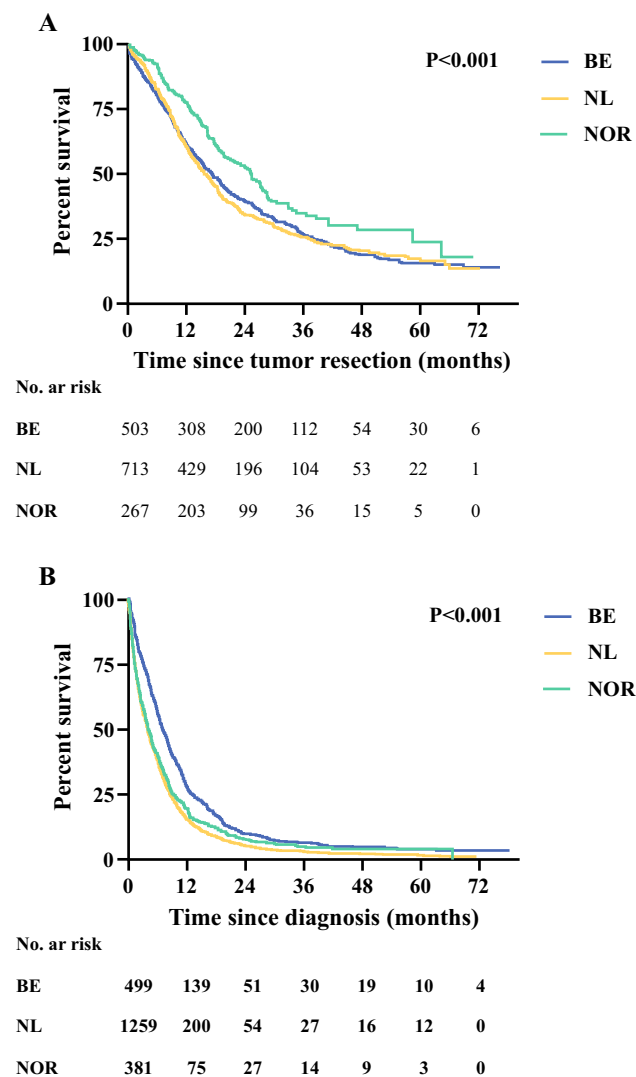 A
P<0.001
BE
NL
NOR
Percent survival
100
75
50
25
0
0 12 24 36 48 60 72
Time since tumor resection (months)
No. ar risk
BE 503 308 200 112 54 30 6
NL 713 429 196 104 53 22 1
NOR 267 203 99 36 15 5 0
B
P<0.001
BE
NL
NOR
Percent survival
100
75
50
25
0
0 12 24 36 48 60 72
Time since diagnosis (months)
No. ar risk
BE 499 139 51 30 19 10 4
NL 1259 200 54 27 16 12 0
NOR 381 75 27 14 9 3 0